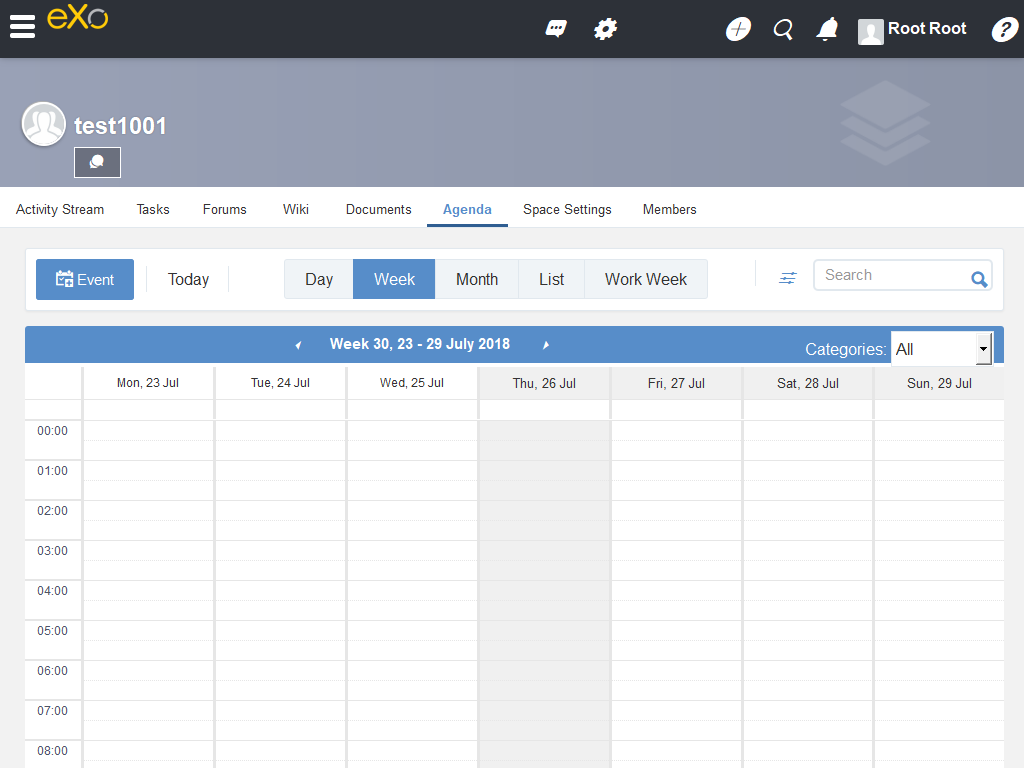 eXo
Root Root
?
test1001
Activity Stream Tasks Forums Wiki Documents Agenda Space Settings Members
Event Today Day Week Month List Work Week Search
Week 30, 23 - 29 July 2018 Categories: All
Mon, 23 Jul Tue, 24 Jul Wed, 25 Jul Thu, 26 Jul Fri, 27 Jul Sat, 28 Jul Sun, 29 Jul
00:00
01:00
02:00
03:00
04:00
05:00
06:00
07:00
08:00